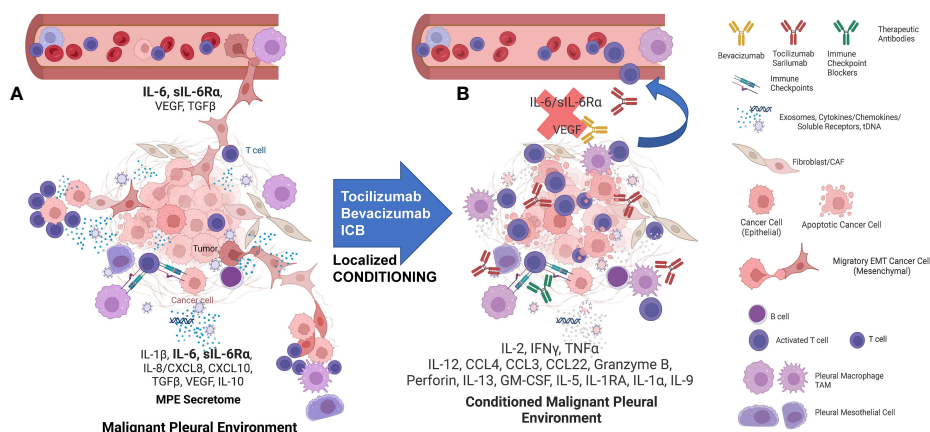 A
IL-6, sIL-6Rα,
VEGF, TGFβ
T cell
Tumor
Cancer cell
IL-1β, IL-6, sIL-6Rα,
IL-8/CXCL8, CXCL10,
TGFβ, VEGF, IL-10
MPE Secretome
Malignant Pleural Environment
Tocilizumab
Bevacizumab
ICB
Localized
CONDITIONING
B
IL-6/sIL-6Rα
VEGF
IL-2, IFNγ, TNFα
IL-12, CCL4, CCL3, CCL22, Granzyme B,
Perforin, IL-13, GM-CSF, IL-5, IL-1RA, IL-1α, IL-9
Conditioned Malignant Pleural
Environment
Bevacizumab
Tocilizumab
Sarilumab
Immune
Checkpoint
Blockers
Therapeutic
Antibodies
Immune
Checkpoints
Exosomes, Cytokines/Chemokines/
Soluble Receptors, tDNA
Fibroblast/CAF
Cancer Cell
(Epithelial)
Apoptotic Cancer Cell
Migratory EMT Cancer Cell
(Mesenchymal)
B cell
Activated T cell
T cell
Pleural Macrophage
TAM
Pleural Mesothelial Cell